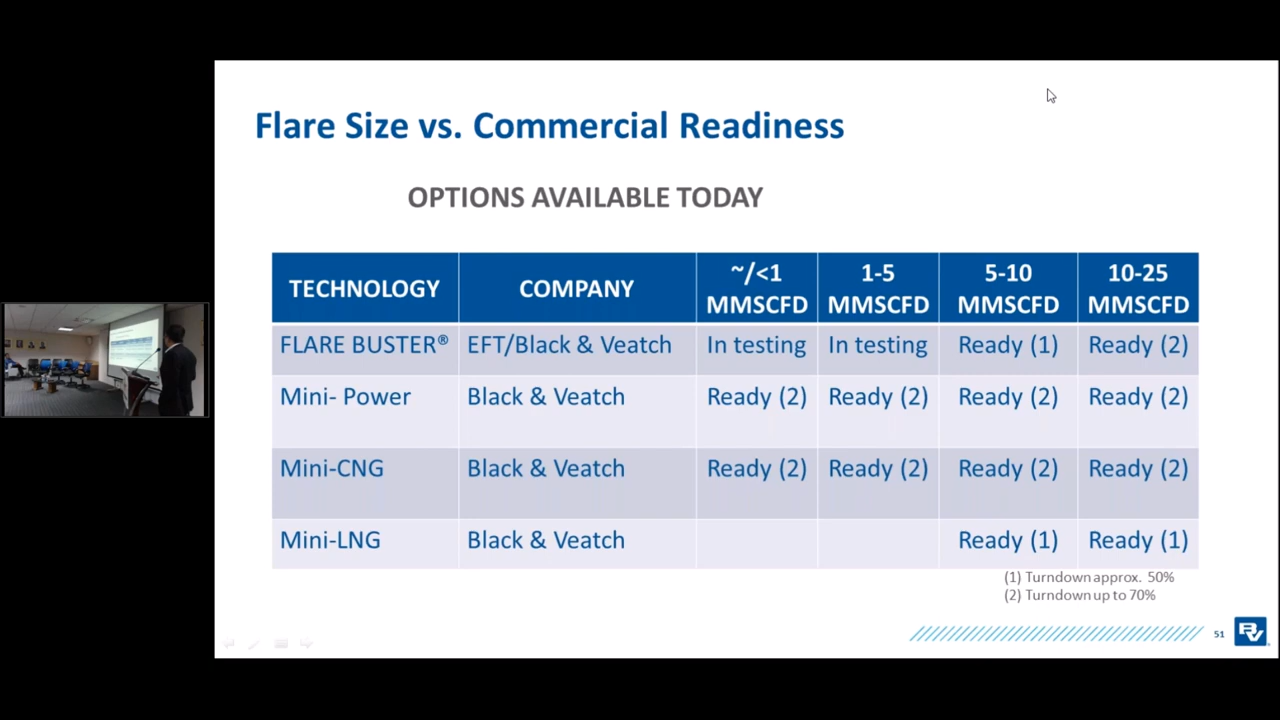 Flare Size vs. Commercial Readiness
OPTIONS AVAILABLE TODAY
TECHNOLOGY COMPANY ~/<1 MMSCFD 1-5 MMSCFD 5-10 MMSCFD 10-25 MMSCFD
FLARE BUSTER® EFT/Black & Veatch In testing In testing Ready (1) Ready (2)
Mini- Power Black & Veatch Ready (2) Ready (2) Ready (2) Ready (2)
Mini-CNG Black & Veatch Ready (2) Ready (2) Ready (2) Ready (2)
Mini-LNG Black & Veatch Ready (1) Ready (1)
(1) Turndown approx. 50%
(2) Turndown up to 70%
51 BV